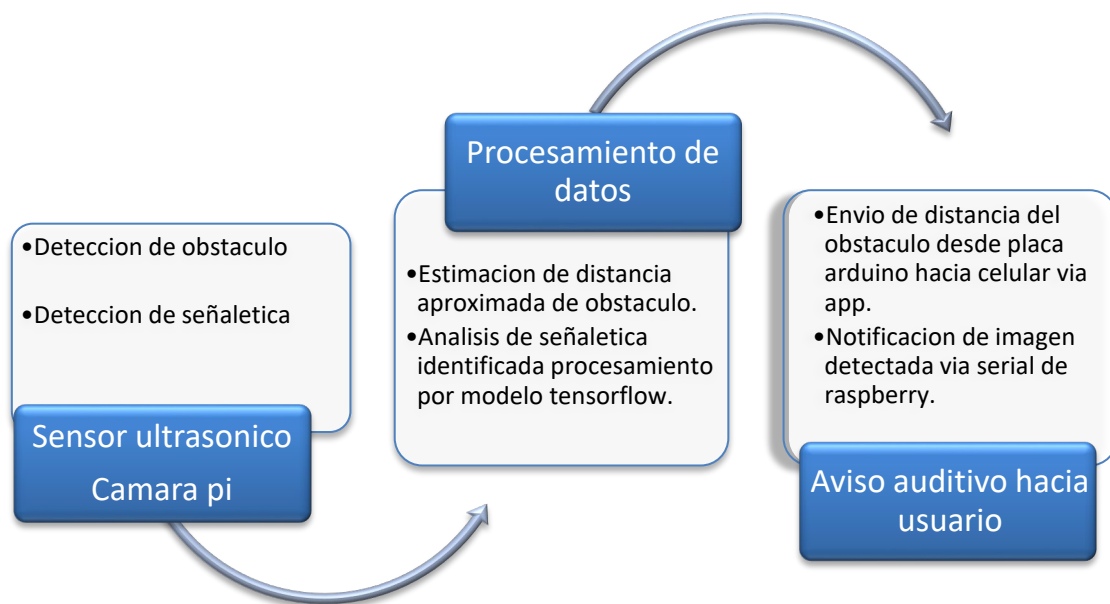 •Deteccion de obstaculo
•Deteccion de señaletica
Sensor ultrasonico
Camara pi
Procesamiento de
datos
•Estimacion de distancia
aproximada de obstaculo.
•Analisis de señaletica
identificada procesamiento
por modelo tensorflow.
•Envio de distancia del
obstaculo desde placa
arduino hacia celular via
app.
•Notificacion de imagen
detectada via serial de
raspberry.
Aviso auditivo hacia
usuario